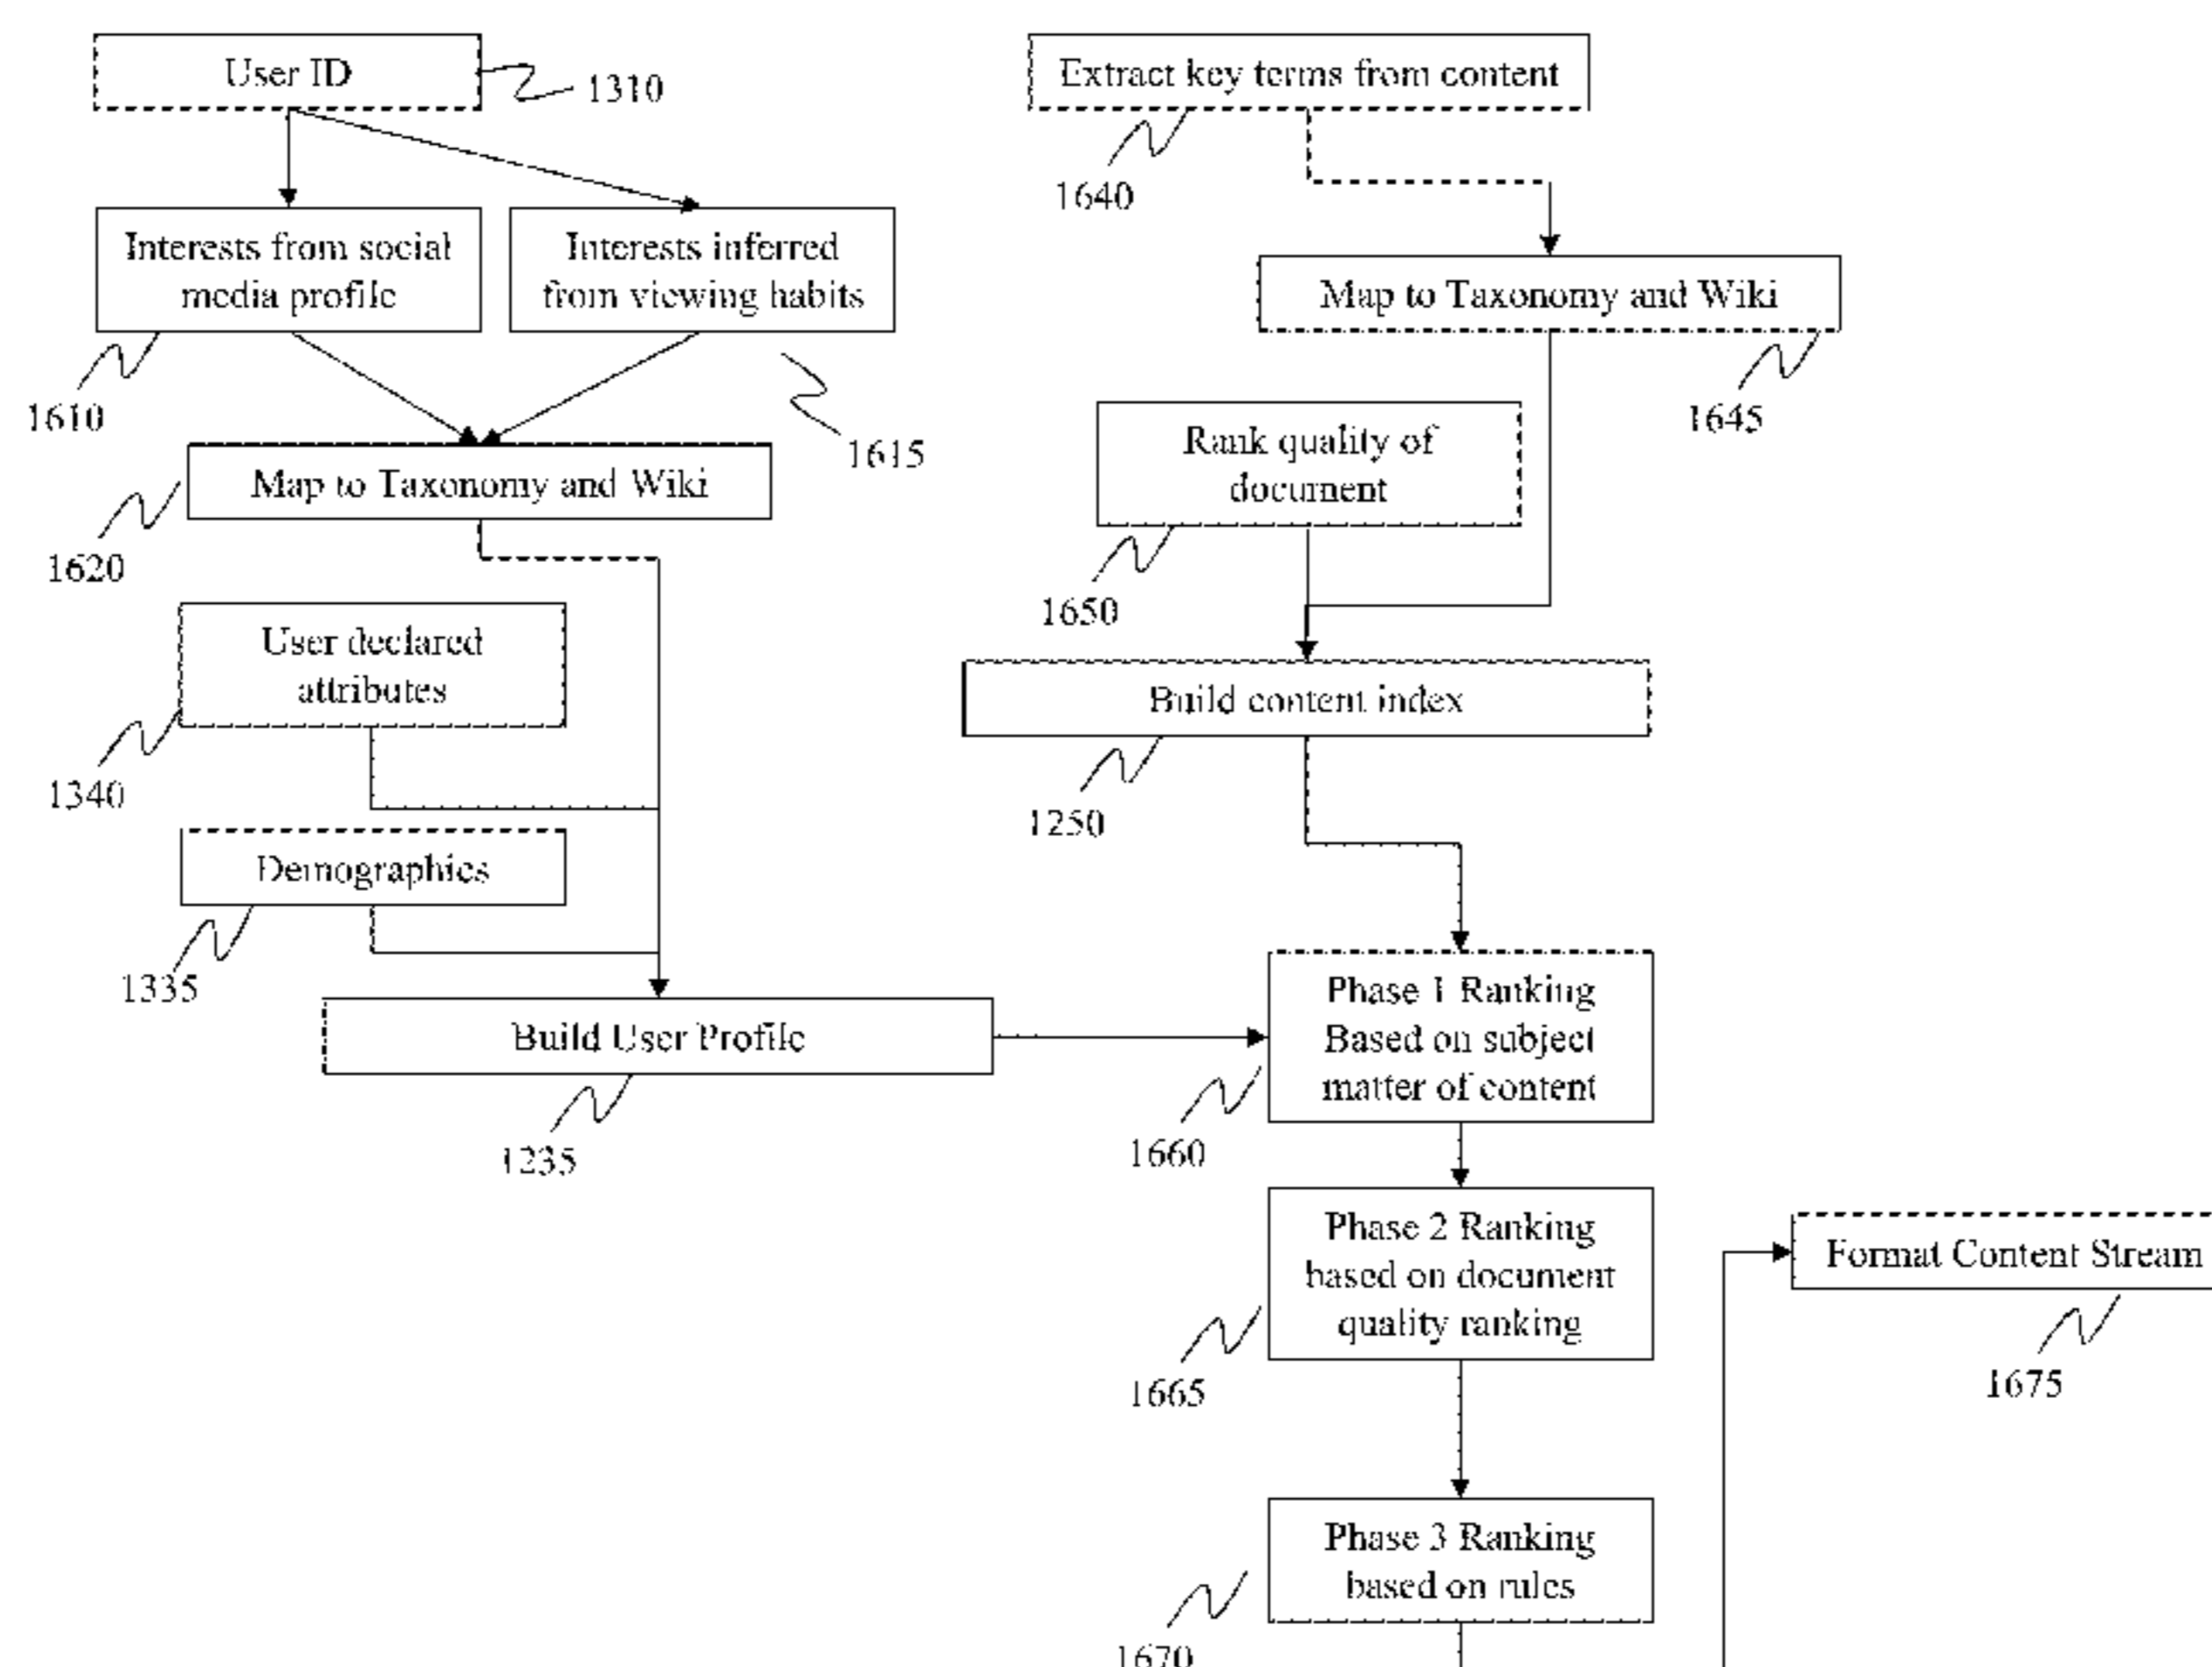 User ID
1310
Interests from social
media profile
1610
Interests inferred
from viewing habits
1615
Map to Taxonomy and Wiki
1620
User declared
attributes
1340
Demographics
1335
Build User Profile
1235
Extract key terms from content
1640
Map to Taxonomy and Wiki
1645
Rank quality of
document
1650
Build content index
1250
Phase 1 Ranking
Based on subject
matter of content
1660
Phase 2 Ranking
based on document
quality ranking
1665
Phase 3 Ranking
based on rules
1670
Format Content Stream
1675